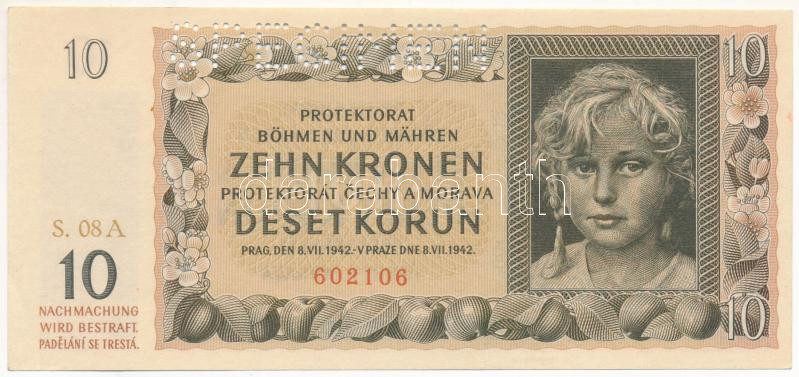 10
10
PROTEKTORAT
BÖHMEN UND MÄHREN
ZEHN KRONEN
PROTEKTORÁT ČECHY A MORAVA
DESET KORUN
PRAG, DEN 8.VII.1942.-V PRAZE DNE 8.VII.1942.
602106
S. 08 A
10
NACHMACHUNG
WIRD BESTRAFT.
PADĚLÁNÍ SE TRESTÁ.
10
darabanth